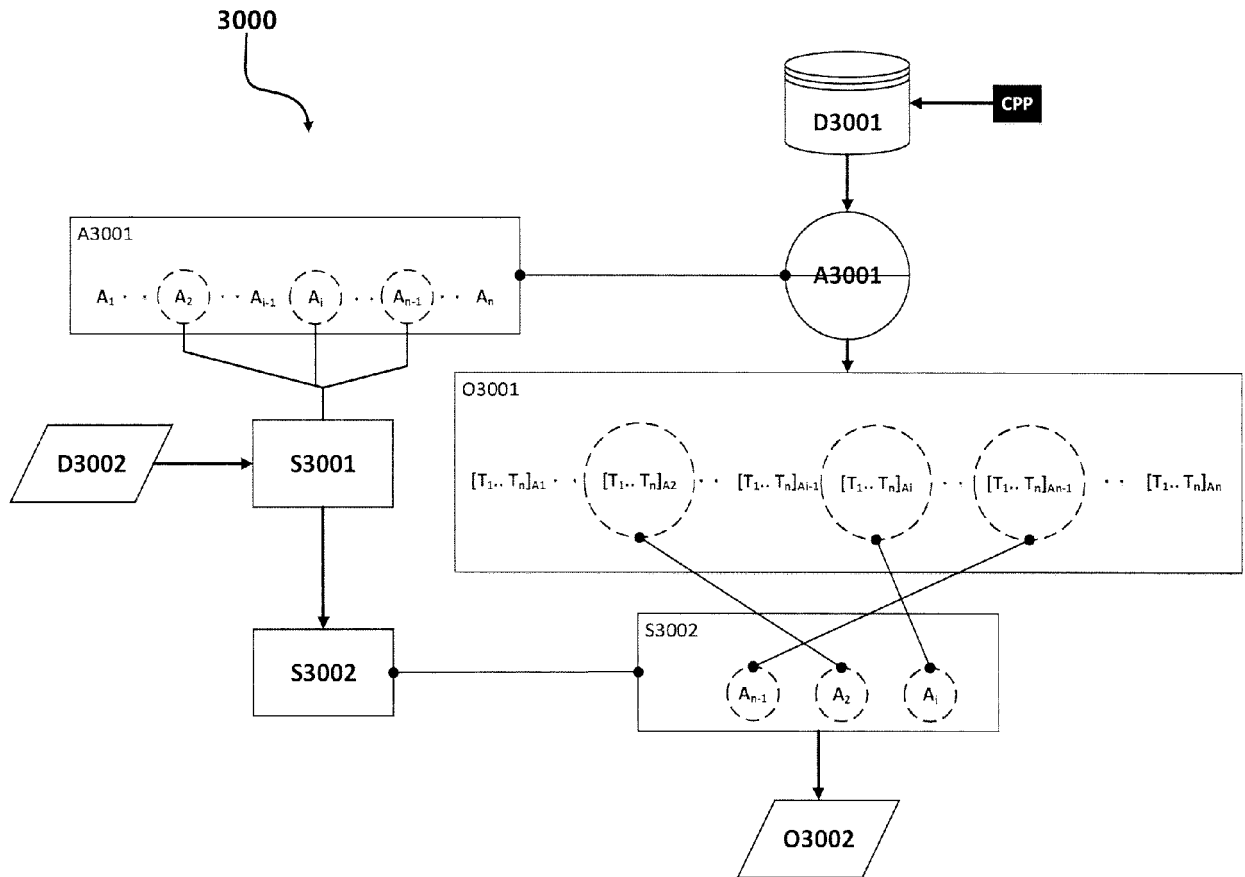 3000
D3001
CPP
A3001
A3001
A₁ · · A₂ · · Aᵢ₋₁ Aᵢ · · Aₙ₋₁ · · Aₙ
O3001
D3002
S3001
[T₁.. Tₙ]A1 · · [T₁.. Tₙ]A2 · · [T₁.. Tₙ]Ai-1 [T₁.. Tₙ]Ai · · [T₁.. Tₙ]An-1 · · [T₁.. Tₙ]An
S3002
S3002
Aₙ₋₁ A₂ Aᵢ
O3002